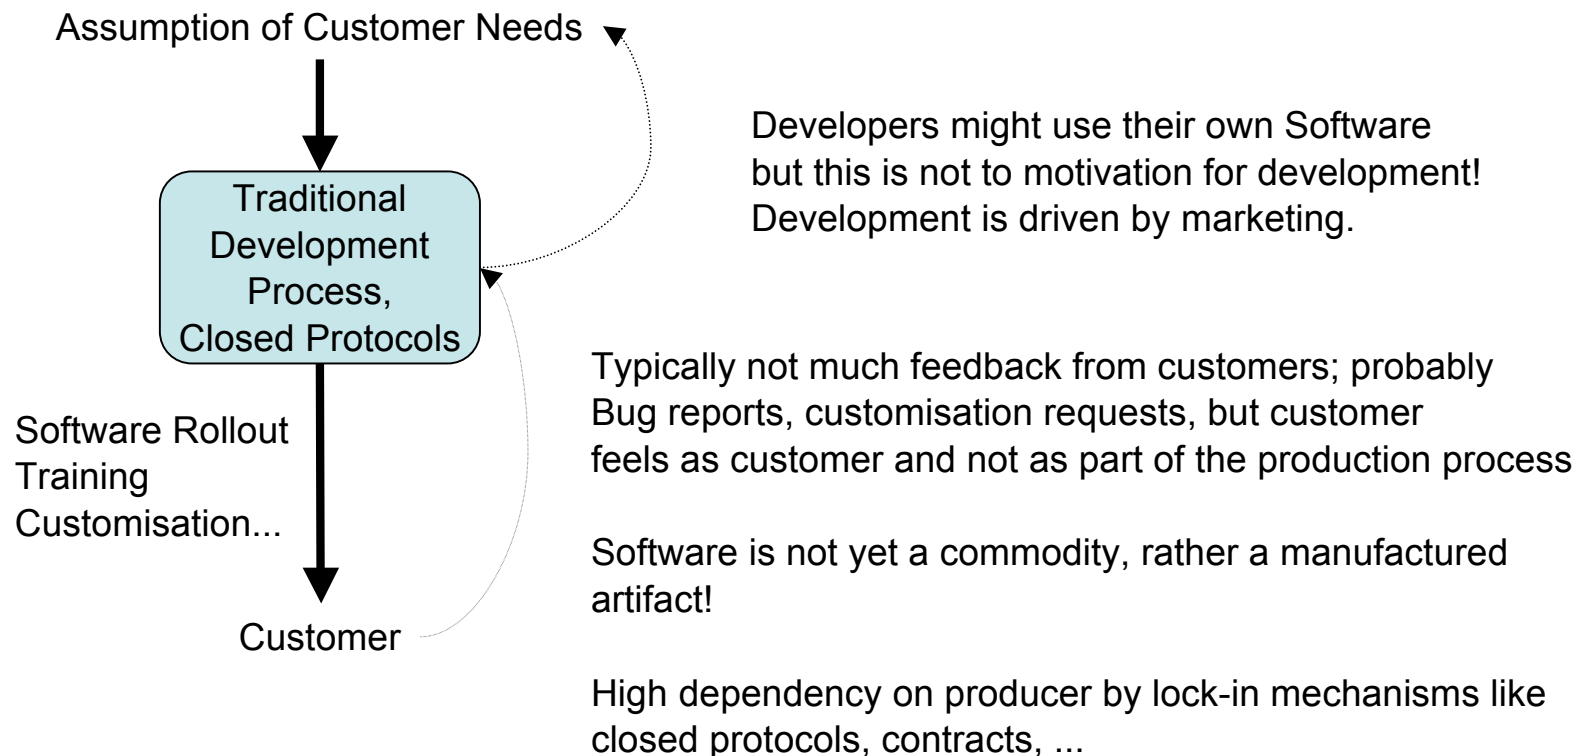 Assumption of Customer Needs
Developers might use their own Software
but this is not to motivation for development!
Development is driven by marketing.
Traditional
Development
Process,
Closed Protocols
Typically not much feedback from customers; probably
Bug reports, customisation requests, but customer
feels as customer and not as part of the production process
Software Rollout
Training
Customisation...
Software is not yet a commodity, rather a manufactured
artifact!
Customer
High dependency on producer by lock-in mechanisms like
closed protocols, contracts, ...